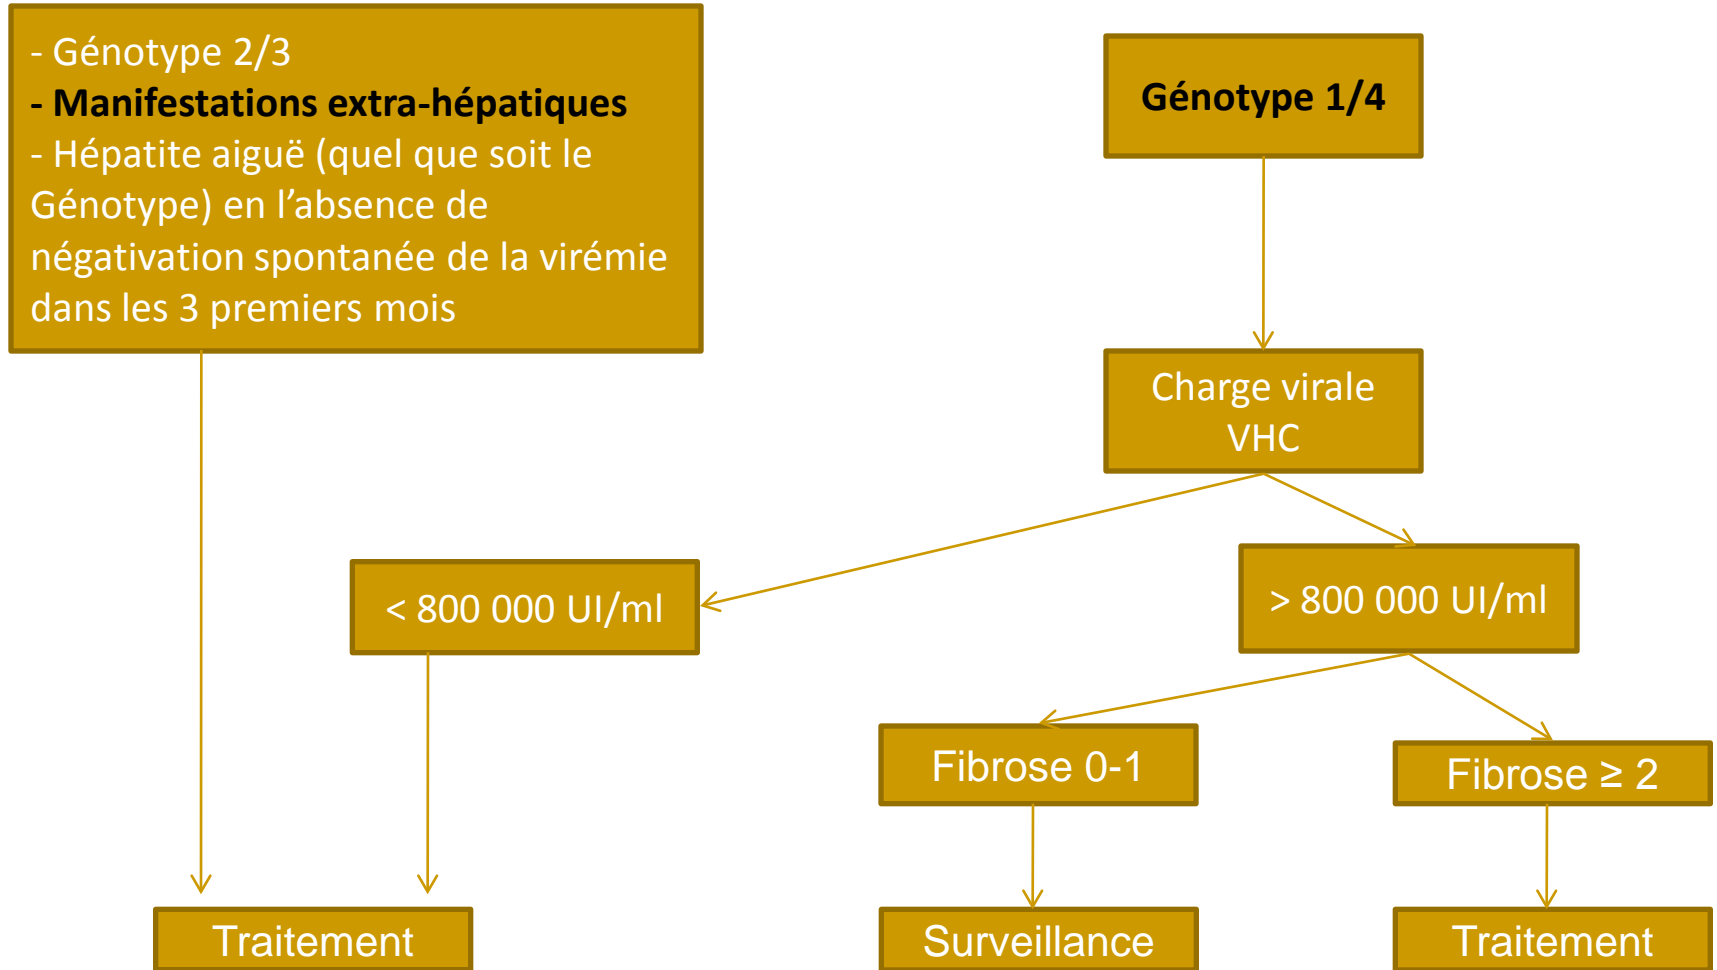 - Génotype 2/3
- Manifestations extra-hépatiques
- Hépatite aiguë (quel que soit le
Génotype) en l’absence de
négativation spontanée de la virémie
dans les 3 premiers mois
Génotype 1/4
Charge virale
VHC
< 800 000 UI/ml
> 800 000 UI/ml
Fibrose 0-1
Fibrose ≥ 2
Traitement
Surveillance
Traitement